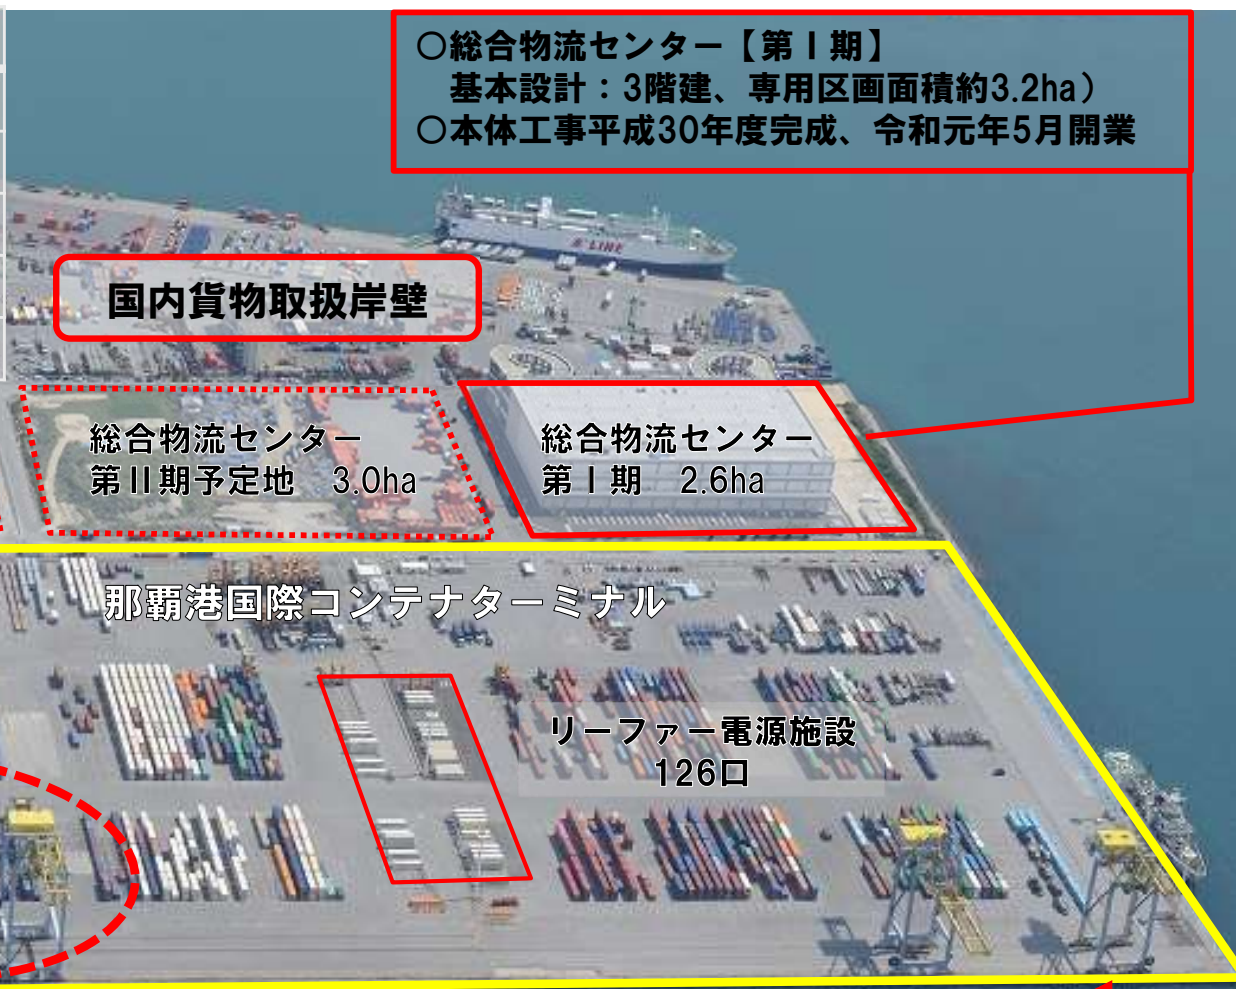 ○総合物流センター【第Ⅰ期】
基本設計：3階建、専用区画面積約3.2ha）
○本体工事平成30年度完成、令和元年5月開業
K-LINE
国内貨物取扱岸壁
総合物流センター
第Ⅱ期予定地 3.0ha
総合物流センター
第Ⅰ期 2.6ha
那覇港国際コンテナターミナル
リーファー電源施設
126口